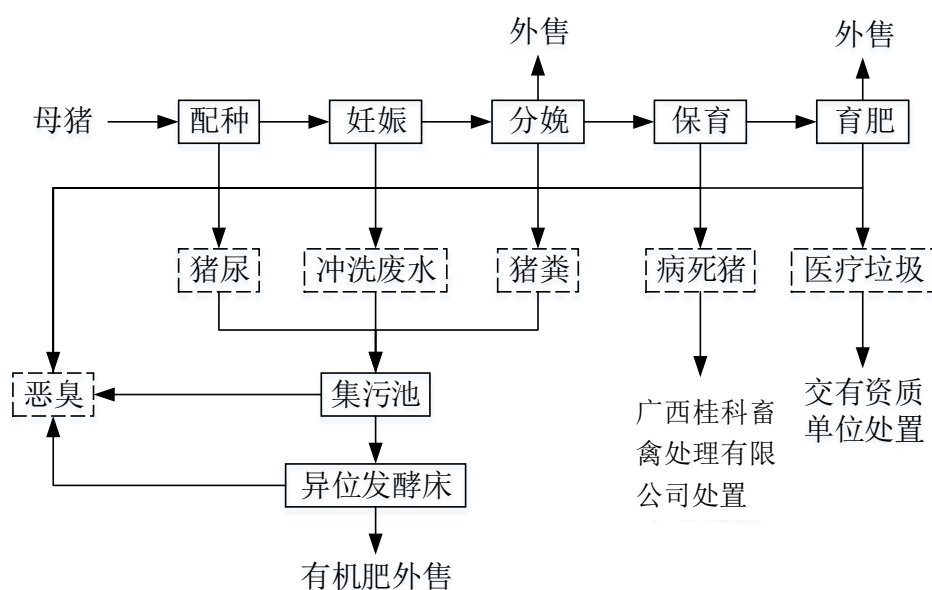 外售
外售
母猪
配种
妊娠
分娩
保育
育肥
猪尿
冲洗废水
猪粪
病死猪
医疗垃圾
恶臭
集污池
交有资质
单位处置
广西桂科畜
禽处理有限
公司处置
异位发酵床
有机肥外售